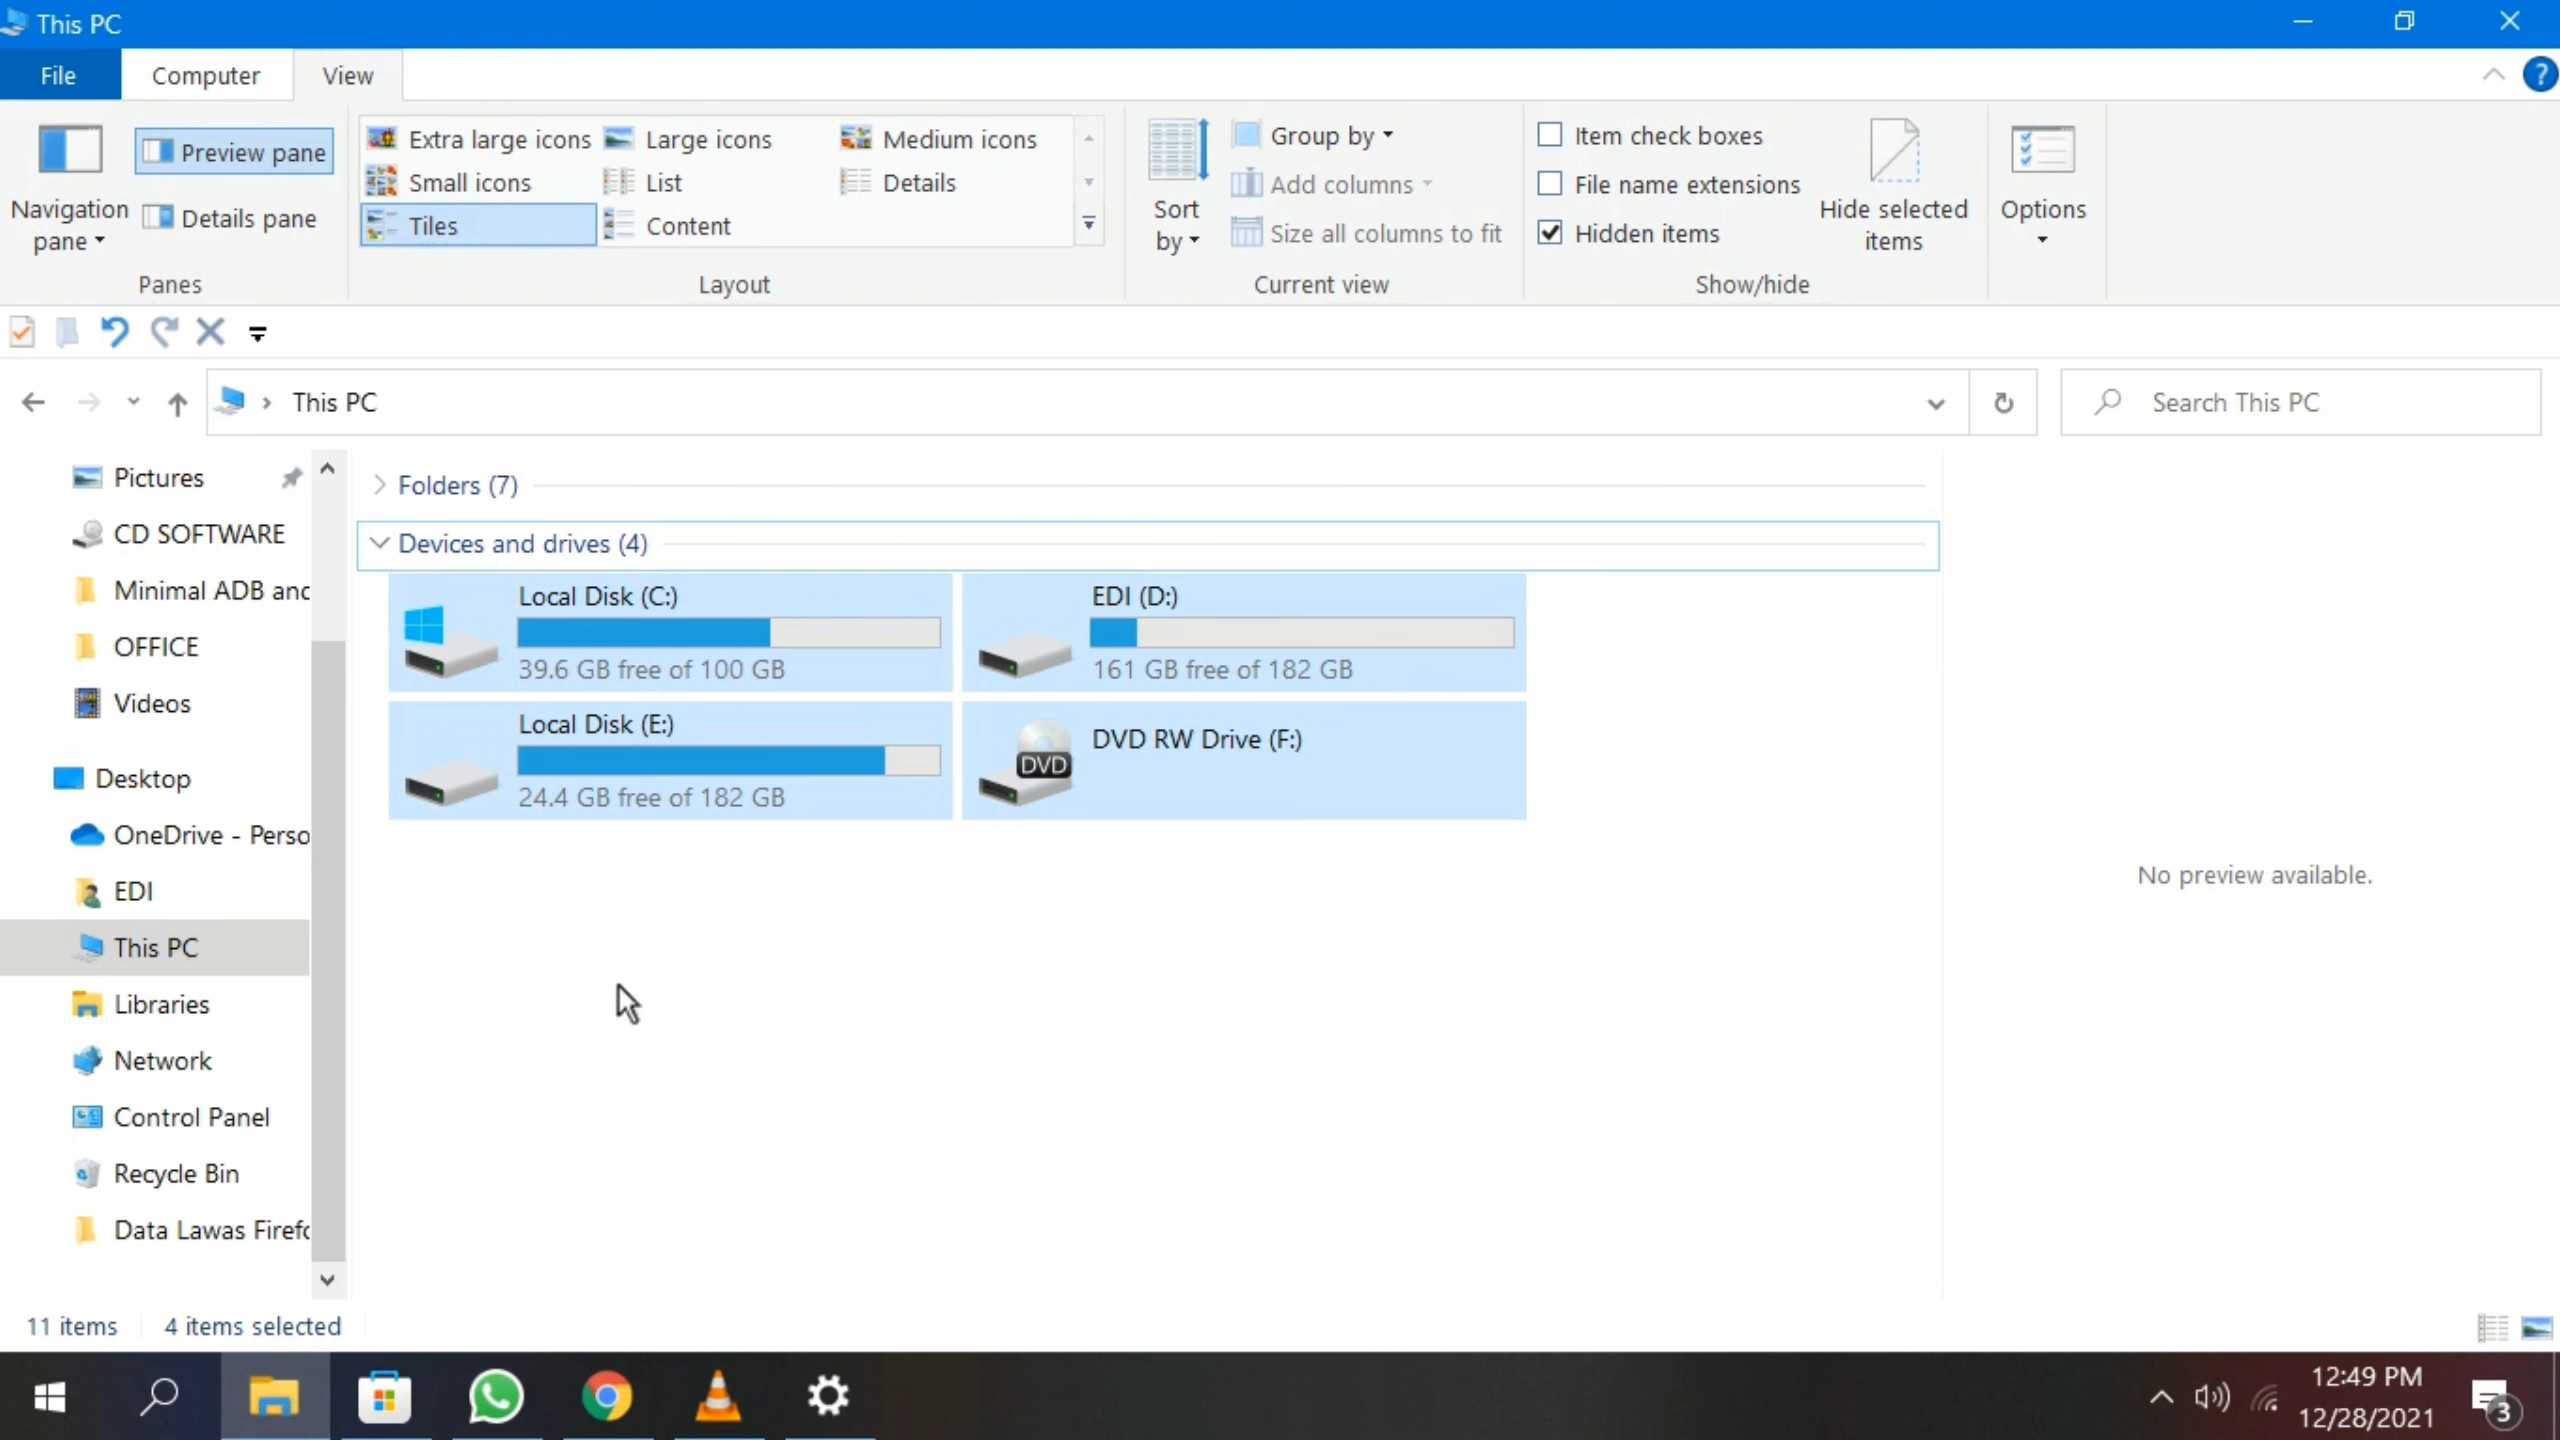 This PC
File
Computer
View
Navigation pane
Preview pane
Details pane
Panes
Extra large icons
Large icons
Medium icons
Small icons
List
Details
Tiles
Content
Layout
Sort by
Group by
Add columns
Size all columns to fit
Current view
Item check boxes
File name extensions
Hidden items
Hide selected items
Show/hide
Options
?
This PC
Search This PC
Pictures
CD SOFTWARE
Minimal ADB and
OFFICE
Videos
Desktop
OneDrive - Perso
EDI
This PC
Libraries
Network
Control Panel
Recycle Bin
Data Lawas Firefo
Folders (7)
Devices and drives (4)
Local Disk (C:)
39.6 GB free of 100 GB
EDI (D:)
161 GB free of 182 GB
Local Disk (E:)
24.4 GB free of 182 GB
DVD RW Drive (F:)
DVD
No preview available.
11 items
4 items selected
12:49 PM
12/28/2021
3